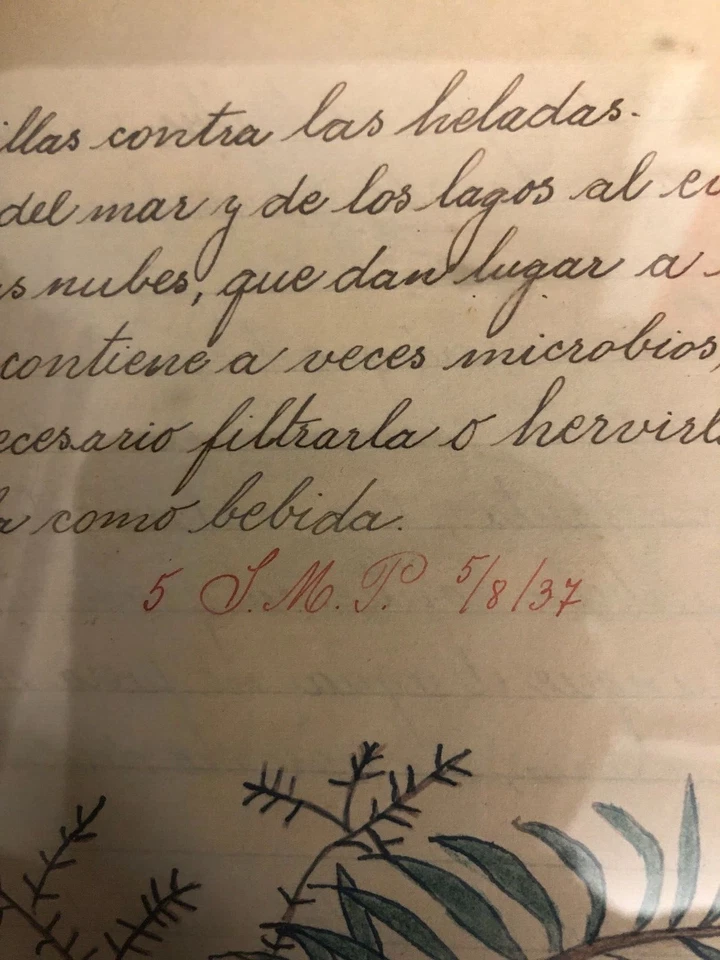 illas contra las heladas.
del mar y de los lagos al
s nubes, que dan lugar a
contiene a veces microbios,
ecesario filtrarla o hervirla
a como bebida.
5 S. M. P. 5/8/37